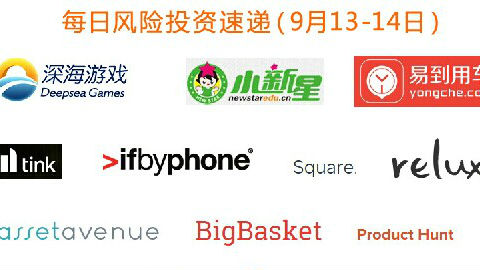 每日风险投资速递(9月13-14日)
深海游戏
Deepsea Games
小新星
NEW STAR
newstaredu.cn
易到用车
yongche.co
tink
>ifbyphone®
Square.
relux
assetavenue
BigBasket
Product Hunt